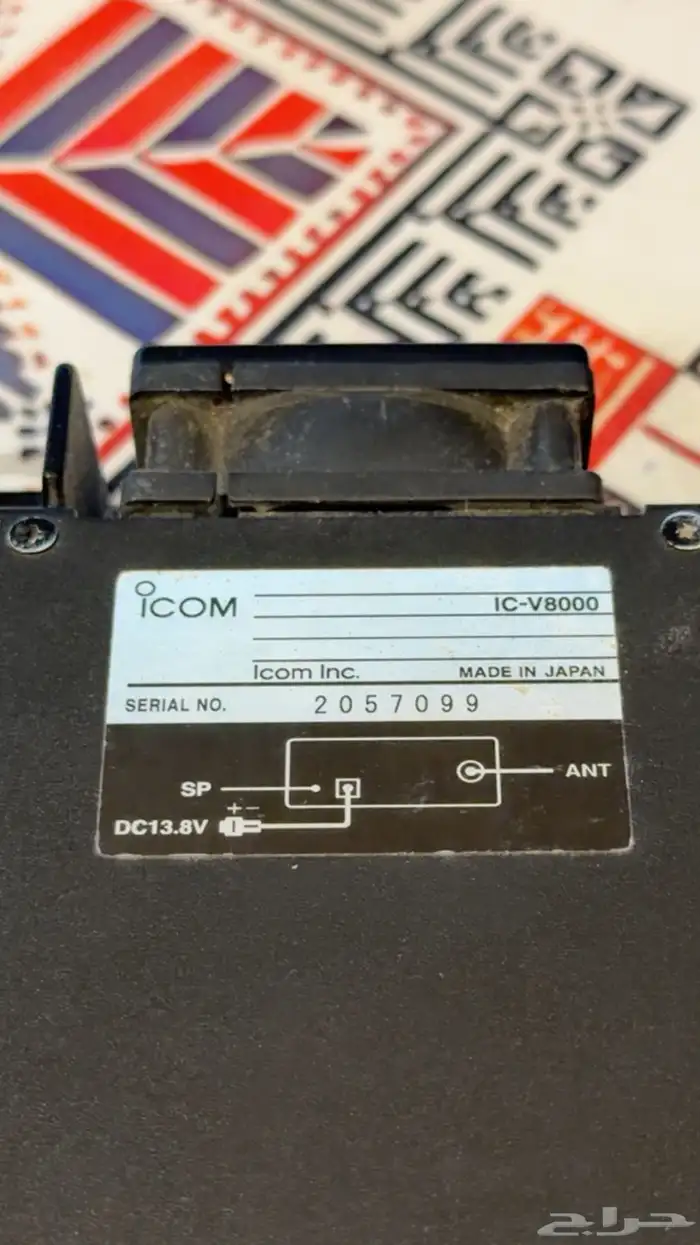 ICOM
IC-V8000
Icom Inc.
MADE IN JAPAN
SERIAL NO. 2057099
SP
ANT
+ -
DC13.8V
حراج